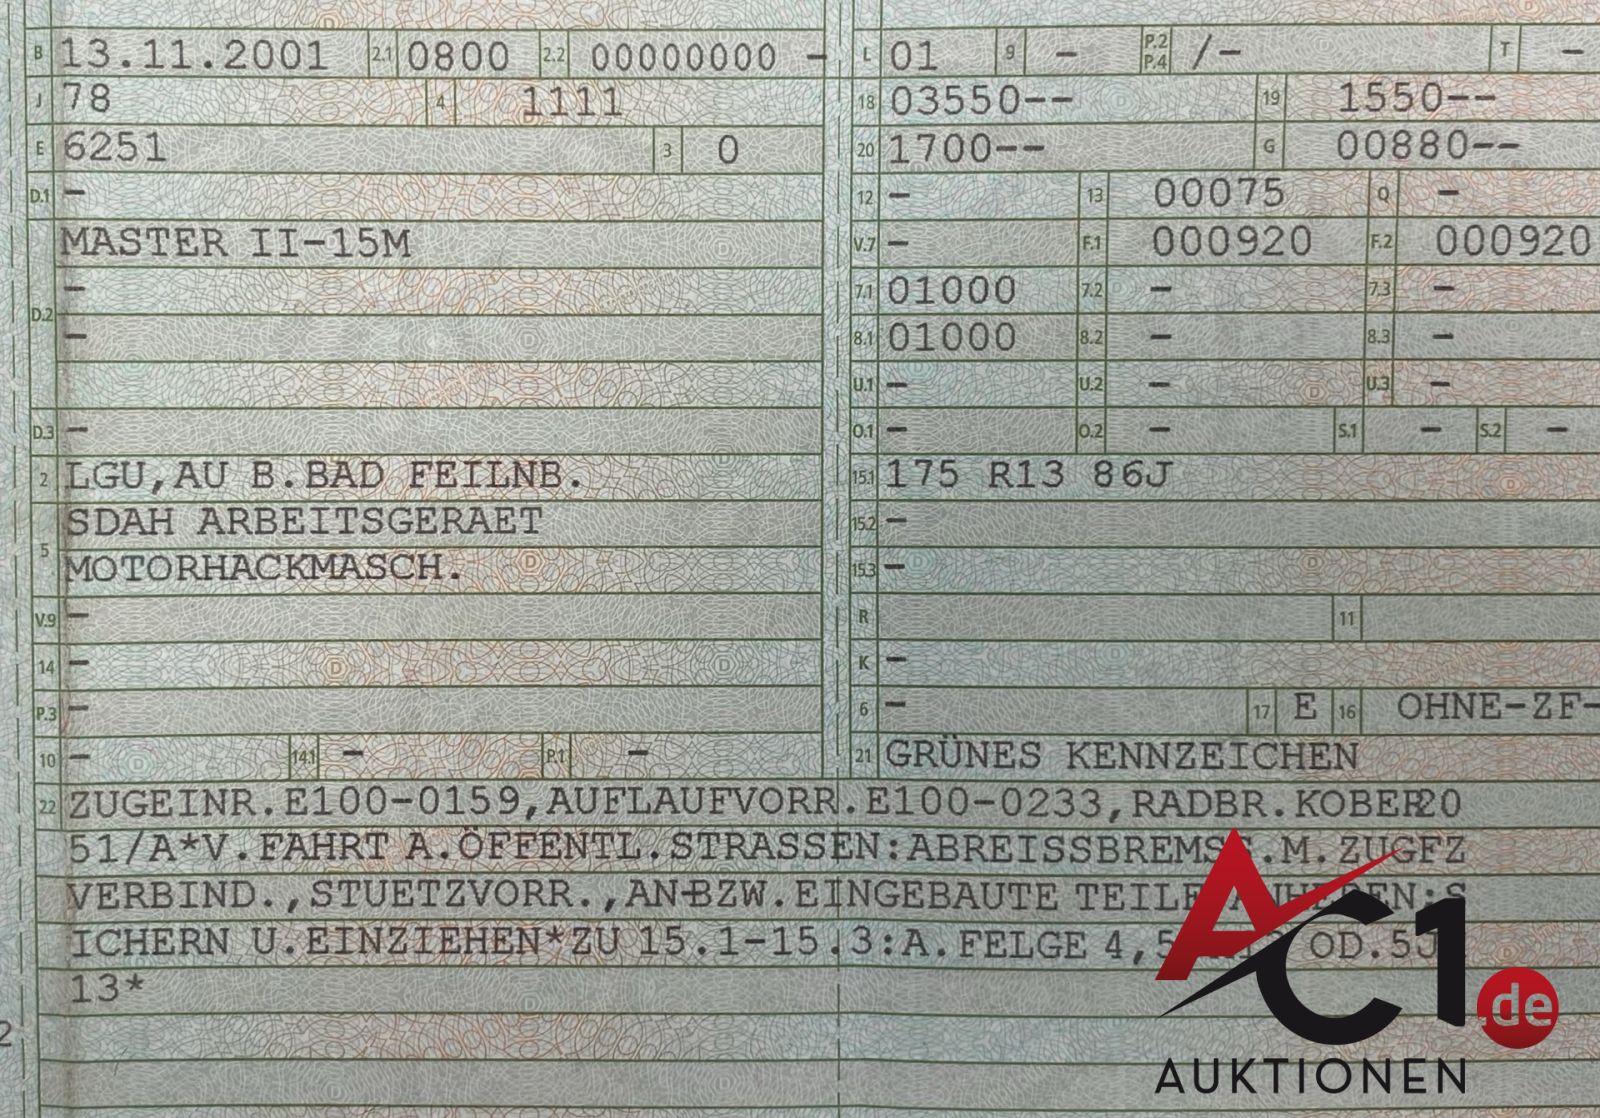 B 13.11.2001 2.1 0800 2.2 00000000 - L 01 9 - P.2 P.4 /- T -
J 78 4 1111 18 03550-- 19 1550--
E 6251 3 0 20 1700-- G 00880--
D.1 - 12 - 13 00075 Q -
MASTER II-15M V.7 - F.1 000920 F.2 000920
- 7.1 01000 7.2 - 7.3 -
D.2 - 8.1 01000 8.2 - 8.3 -
U.1 - U.2 - U.3 -
D.3 - O.1 - O.2 - S.1 - S.2 -
2 LGU,AU B.BAD FEILNB. 15.1 175 R13 86J
5 SDAH ARBEITSGERAET 15.2 -
MOTORHACKMASCH. 15.3 -
V.9 - R 11
14 - K -
P.3 - 6 - 17 E 16 OHNE-ZF-
10 - 14.1 - P.1 - 21 GRÜNES KENNZEICHEN
22 ZUGEINR.E100-0159,AUFLAUFVORR.E100-0233,RADBR.KOBER20
51/A*V.FAHRT A.ÖFFENTL.STRASSEN:ABREISSBREMS .M.ZUGFZ
VERBIND.,STUETZVORR.,AN-BZW.EINGEBAUTE TEILE :S
ICHERN U.EINZIEHEN*ZU 15.1-15.3:A.FELGE 4,5 OD.5J
13*
2
AC1.de
AUKTIONEN